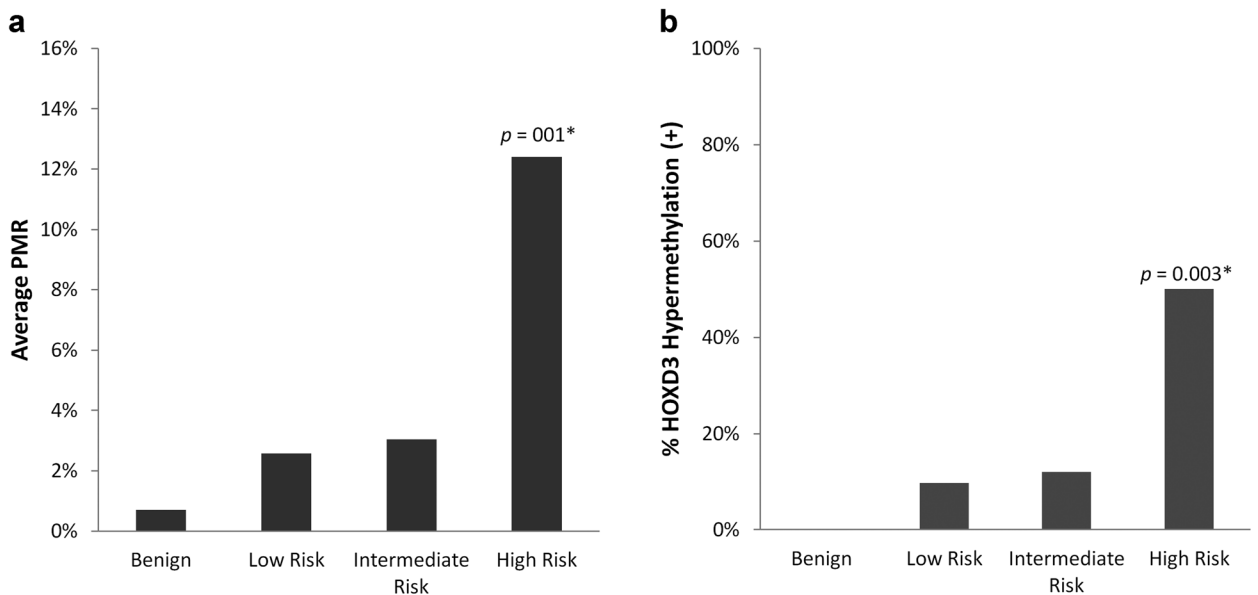 a
16%
14%
12%
10%
8%
6%
4%
2%
0%
Average PMR
p = 001*
Benign
Low Risk
Intermediate
Risk
High Risk
b
100%
80%
60%
40%
20%
0%
% HOXD3 Hypermethylation (+)
p = 0.003*
Benign
Low Risk
Intermediate
Risk
High Risk